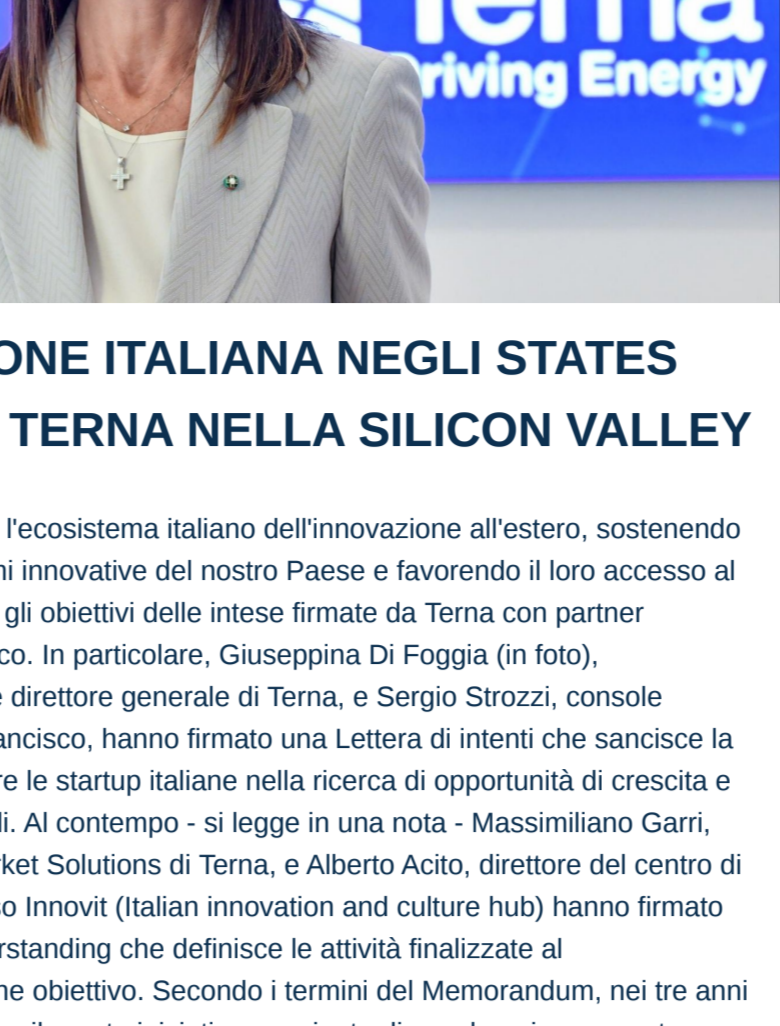 Terna
Driving Energy
ONE ITALIANA NEGLI STATES
TERNA NELLA SILICON VALLEY
l'ecosistema italiano dell'innovazione all'estero, sostenendo
ni innovative del nostro Paese e favorendo il loro accesso al
gli obiettivi delle intese firmate da Terna con partner
co. In particolare, Giuseppina Di Foggia (in foto),
e direttore generale di Terna, e Sergio Strozzi, console
ancisco, hanno firmato una Lettera di intenti che sancisce la
re le startup italiane nella ricerca di opportunità di crescita e
li. Al contempo - si legge in una nota - Massimiliano Garri,
rket Solutions di Terna, e Alberto Acito, direttore del centro di
so Innovit (Italian innovation and culture hub) hanno firmato
rstanding che definisce le attività finalizzate al
ne obiettivo. Secondo i termini del Memorandum, nei tre anni